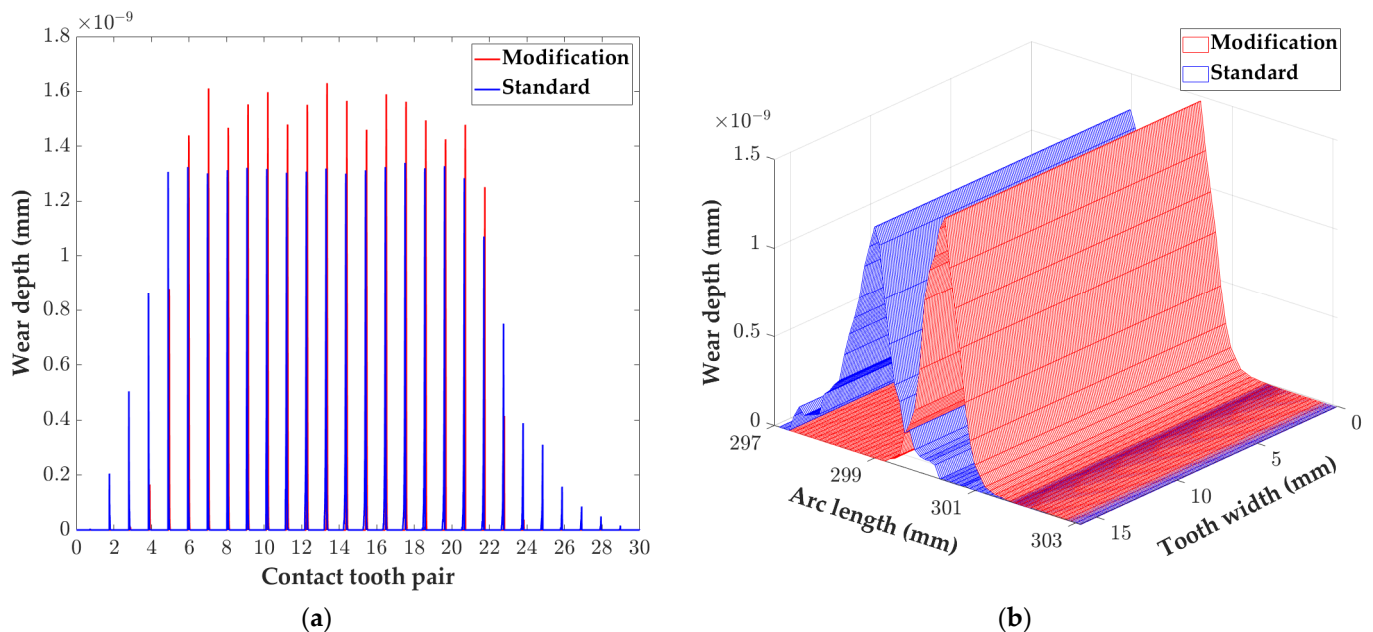 ×10⁻⁹
1.8
1.6
1.4
1.2
1
0.8
0.6
0.4
0.2
0
Wear depth (mm)
0 2 4 6 8 10 12 14 16 18 20 22 24 26 28 30
Contact tooth pair
Modification
Standard
(a)
Modification
Standard
×10⁻⁹
1.5
1
0.5
0
Wear depth (mm)
297
299
301
303
Arc length (mm)
0
5
10
15
Tooth width (mm)
(b)